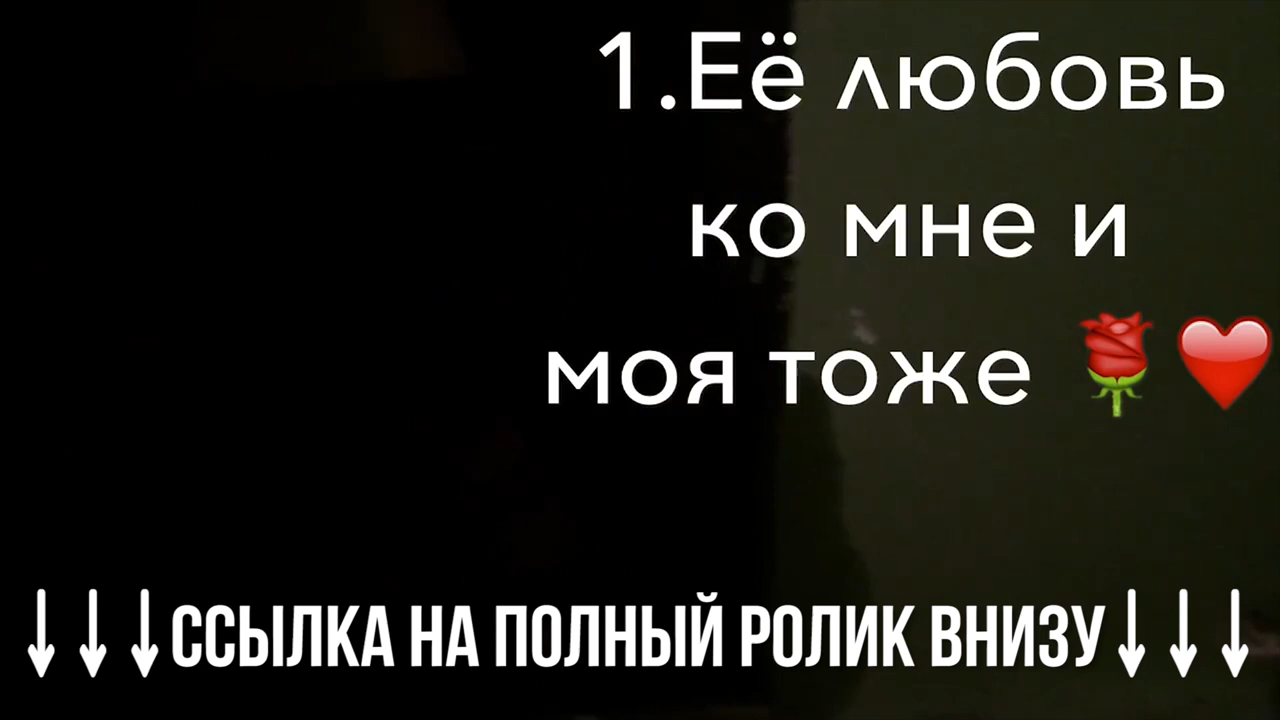 1.Её любовь
ко мне и
моя тоже 🌹❤️
↓↓↓ССЫЛКА НА ПОЛНЫЙ РОЛИК ВНИЗУ↓↓↓